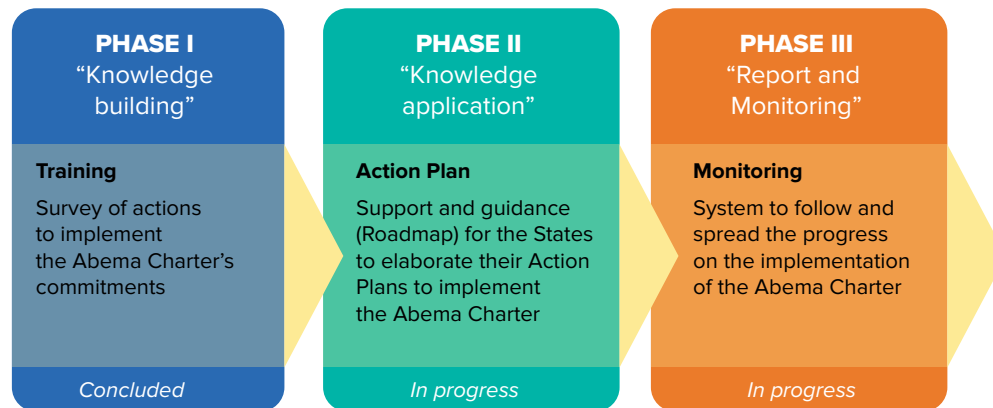 PHASE I
“Knowledge
building”
Training
Survey of actions
to implement
the Abema Charter’s
commitments
Concluded
PHASE II
“Knowledge
application”
Action Plan
Support and guidance
(Roadmap) for the States
to elaborate their Action
Plans to implement
the Abema Charter
In progress
PHASE III
“Report and
Monitoring”
Monitoring
System to follow and
spread the progress
on the implementation
of the Abema Charter
In progress